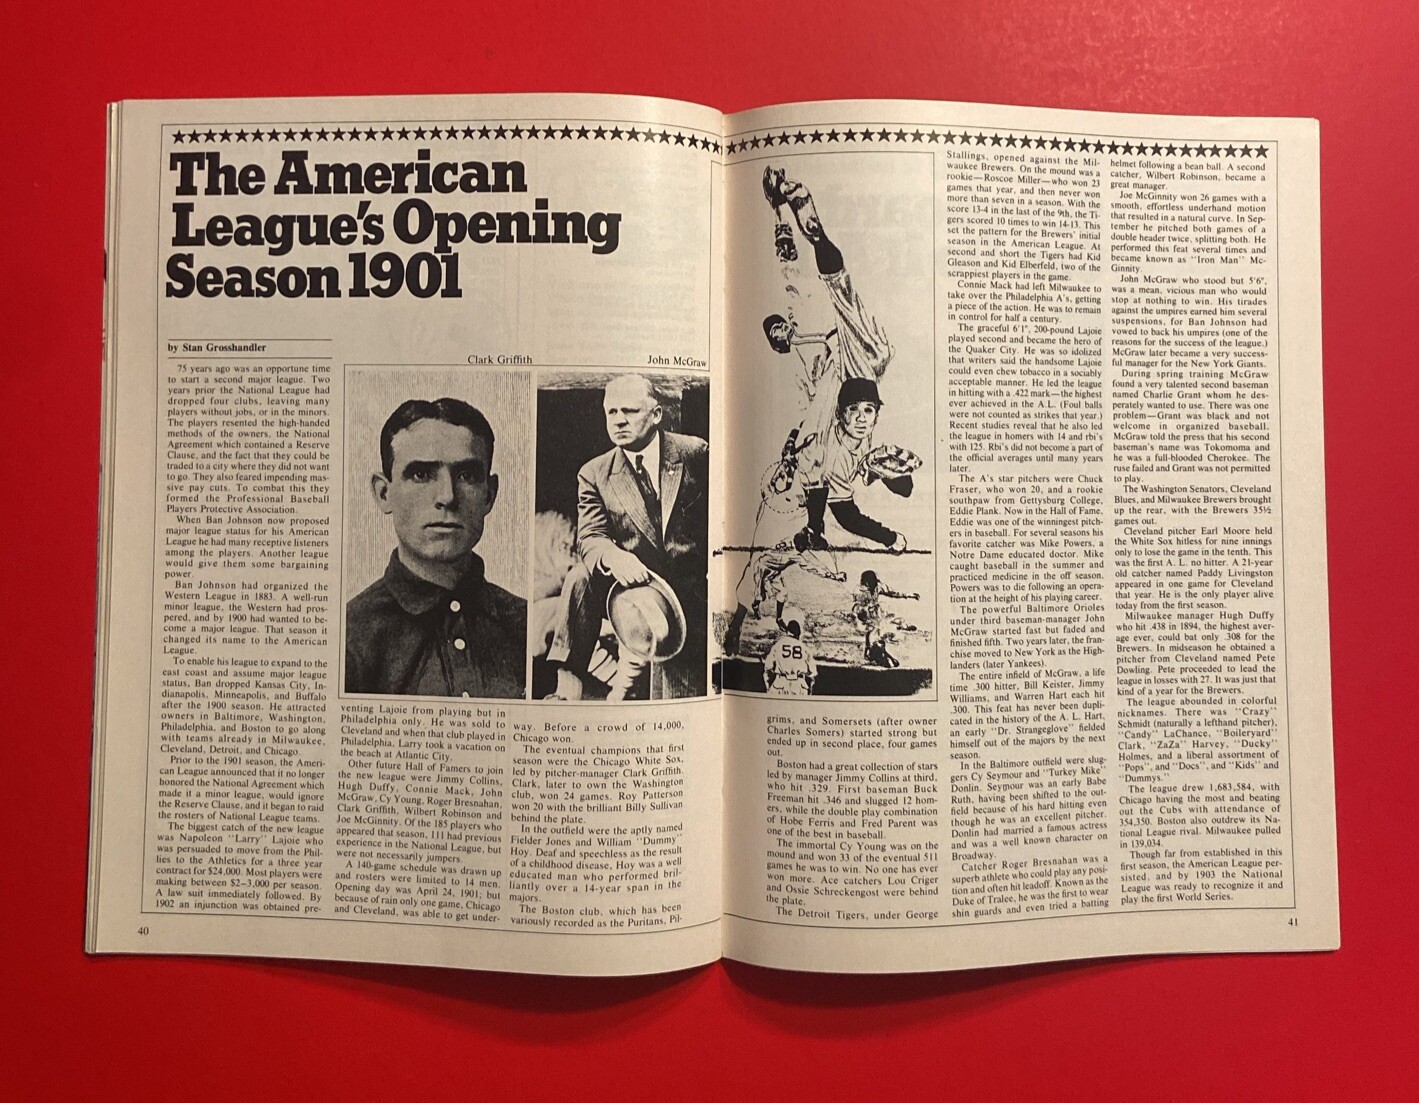 The American
League's Opening
Season 1901
by Stan Grosshandler
Clark Griffith
John McGraw
75 years ago was an opportune time
to start a second major league. Two
years prior the National League had
dropped four clubs, leaving many
players without jobs, or in the minors.
The players resented the high-handed
methods of the owners, the National
Agreement which contained a Reserve
Clause, and the fact that they could be
traded to a city where they did not want
to go. They also feared impending mas-
sive pay cuts. To combat this they
formed the Professional Baseball
Players Protective Association.
When Ban Johnson now proposed
major league status for his American
League he had many receptive listeners
among the players. Another league
would give them some bargaining
power.
Ban Johnson had organized the
Western League in 1883. A well-run
minor league, the Western had pros-
pered, and by 1900 had wanted to be-
come a major league. That season it
changed its name to the American
League.
To enable his league to expand to the
east coast and assume major league
status, Ban dropped Kansas City, In-
dianapolis, Minneapolis, and Buffalo
after the 1900 season. He attracted
owners in Baltimore, Washington,
Philadelphia, and Boston to go along
with teams already in Milwaukee,
Cleveland, Detroit, and Chicago.
Prior to the 1901 season, the Ameri-
can League announced that it no longer
honored the National Agreement which
made it a minor league, would ignore
the Reserve Clause, and it began to raid
the rosters of National League teams.
The biggest catch of the new league
was Napoleon "Larry" Lajoie who
was persuaded to move from the Phil-
lies to the Athletics for a three year
contract for $24,000. Most players were
making between $2–3,000 per season.
A law suit immediately followed. By
1902 an injunction was obtained pre-
venting Lajoie from playing but in
Philadelphia only. He was sold to
Cleveland and when that club played in
Philadelphia, Larry took a vacation on
the beach at Atlantic City.
Other future Hall of Famers to join
the new league were Jimmy Collins,
Hugh Duffy, Connie Mack, John
McGraw, Cy Young, Roger Bresnahan,
Clark Griffith, Wilbert Robinson and
Joe McGinnity. Of the 185 players who
appeared that season, 111 had previous
experience in the National League, but
were not necessarily jumpers.
A 140-game schedule was drawn up
and rosters were limited to 14 men.
Opening day was April 24, 1901; but
because of rain only one game, Chicago
and Cleveland, was able to get under-
way. Before a crowd of 14,000,
Chicago won.
The eventual champions that first
season were the Chicago White Sox,
led by pitcher-manager Clark Griffith.
Clark, later to own the Washington
club, won 24 games. Roy Patterson
won 20 with the brilliant Billy Sullivan
behind the plate.
In the outfield were the aptly named
Fielder Jones and William "Dummy"
Hoy. Deaf and speechless as the result
of a childhood disease, Hoy was a well
educated man who performed bril-
liantly over a 14-year span in the
majors.
The Boston club, which has been
variously recorded as the Puritans, Pil-
40
58
grims, and Somersets (after owner
Charles Somers) started strong but
ended up in second place, four games
out.
Boston had a great collection of stars
led by manager Jimmy Collins at third,
who hit .329. First baseman Buck
Freeman hit .346 and slugged 12 hom-
ers, while the double play combination
of Hobe Ferris and Fred Parent was
one of the best in baseball.
The immortal Cy Young was on the
mound and won 33 of the eventual 511
games he was to win. No one has ever
won more. Ace catchers Lou Criger
and Ossie Schreckengost were behind
the plate.
The Detroit Tigers, under George
Stallings, opened against the Mil-
waukee Brewers. On the mound was a
rookie—Roscoe Miller—who won 23
games that year, and then never won
more than seven in a season. With the
score 13-4 in the last of the 9th, the Ti-
gers scored 10 times to win 14-13. This
set the pattern for the Brewers' initial
season in the American League. At
second and short the Tigers had Kid
Gleason and Kid Elberfeld, two of the
scrappiest players in the game.
Connie Mack had left Milwaukee to
take over the Philadelphia A's, getting
a piece of the action. He was to remain
in control for half a century.
The graceful 6'1", 200-pound Lajoie
played second and became the hero of
the Quaker City. He was so idolized
that writers said the handsome Lajoie
could even chew tobacco in a sociably
acceptable manner. He led the league
in hitting with a .422 mark—the highest
ever achieved in the A.L. (Foul balls
were not counted as strikes that year.)
Recent studies reveal that he also led
the league in homers with 14 and rbi's
with 125. Rbi's did not become a part of
the official averages until many years
later.
The A's star pitchers were Chuck
Fraser, who won 20, and a rookie
southpaw from Gettysburg College,
Eddie Plank. Now in the Hall of Fame,
Eddie was one of the winningest pitch-
ers in baseball. For several seasons his
favorite catcher was Mike Powers, a
Notre Dame educated doctor. Mike
caught baseball in the summer and
practiced medicine in the off season.
Powers was to die following an opera-
tion at the height of his playing career.
The powerful Baltimore Orioles
under third baseman-manager John
McGraw started fast but faded and
finished fifth. Two years later, the fran-
chise moved to New York as the High-
landers (later Yankees).
The entire infield of McGraw, a life
time .300 hitter, Bill Keister, Jimmy
Williams, and Warren Hart each hit
.300. This feat has never been dupli-
cated in the history of the A. L. Hart,
an early "Dr. Strangeglove" fielded
himself out of the majors by the next
season.
In the Baltimore outfield were slug-
gers Cy Seymour and "Turkey Mike"
Donlin. Seymour was an early Babe
Ruth, having been shifted to the out-
field because of his hard hitting even
though he was an excellent pitcher.
Donlin had married a famous actress
and was a well known character on
Broadway.
Catcher Roger Bresnahan was a
superb athlete who could play any posi-
tion and often hit leadoff. Known as the
Duke of Tralee, he was the first to wear
shin guards and even tried a batting
helmet following a bean ball. A second
catcher, Wilbert Robinson, became a
great manager.
Joe McGinnity won 26 games with a
smooth, effortless underhand motion
that resulted in a natural curve. In Sep-
tember he pitched both games of a
double header twice, splitting both. He
performed this feat several times and
became known as "Iron Man" Mc-
Ginnity.
John McGraw who stood but 5'6",
was a mean, vicious man who would
stop at nothing to win. His tirades
against the umpires earned him several
suspensions, for Ban Johnson had
vowed to back his umpires (one of the
reasons for the success of the league.)
McGraw later became a very success-
ful manager for the New York Giants.
During spring training McGraw
found a very talented second baseman
named Charlie Grant whom he des-
perately wanted to use. There was one
problem—Grant was black and not
welcome in organized baseball.
McGraw told the press that his second
baseman's name was Tokomoma and
he was a full-blooded Cherokee. The
ruse failed and Grant was not permitted
to play.
The Washington Senators, Cleveland
Blues, and Milwaukee Brewers brought
up the rear, with the Brewers 35½
games out.
Cleveland pitcher Earl Moore held
the White Sox hitless for nine innings
only to lose the game in the tenth. This
was the first A. L. no hitter. A 21-year
old catcher named Paddy Livingston
appeared in one game for Cleveland
that year. He is the only player alive
today from the first season.
Milwaukee manager Hugh Duffy
who hit .438 in 1894, the highest aver-
age ever, could bat only .308 for the
Brewers. In midseason he obtained a
pitcher from Cleveland named Pete
Dowling. Pete proceeded to lead the
league in losses with 27. It was just that
kind of a year for the Brewers.
The league abounded in colorful
nicknames. There was "Crazy"
Schmidt (naturally a lefthand pitcher),
"Candy" LaChance, "Boileryard"
Clark, "ZaZa" Harvey, "Ducky"
Holmes, and a liberal assortment of
"Pops", and "Docs", and "Kids" and
"Dummys."
The league drew 1,683,584, with
Chicago having the most and beating
out the Cubs with attendance of
354,350. Boston also outdrew its Na-
tional League rival. Milwaukee pulled
in 139,034.
Though far from established in this
first season, the American League per-
sisted, and by 1903 the National
League was ready to recognize it and
play the first World Series.
41